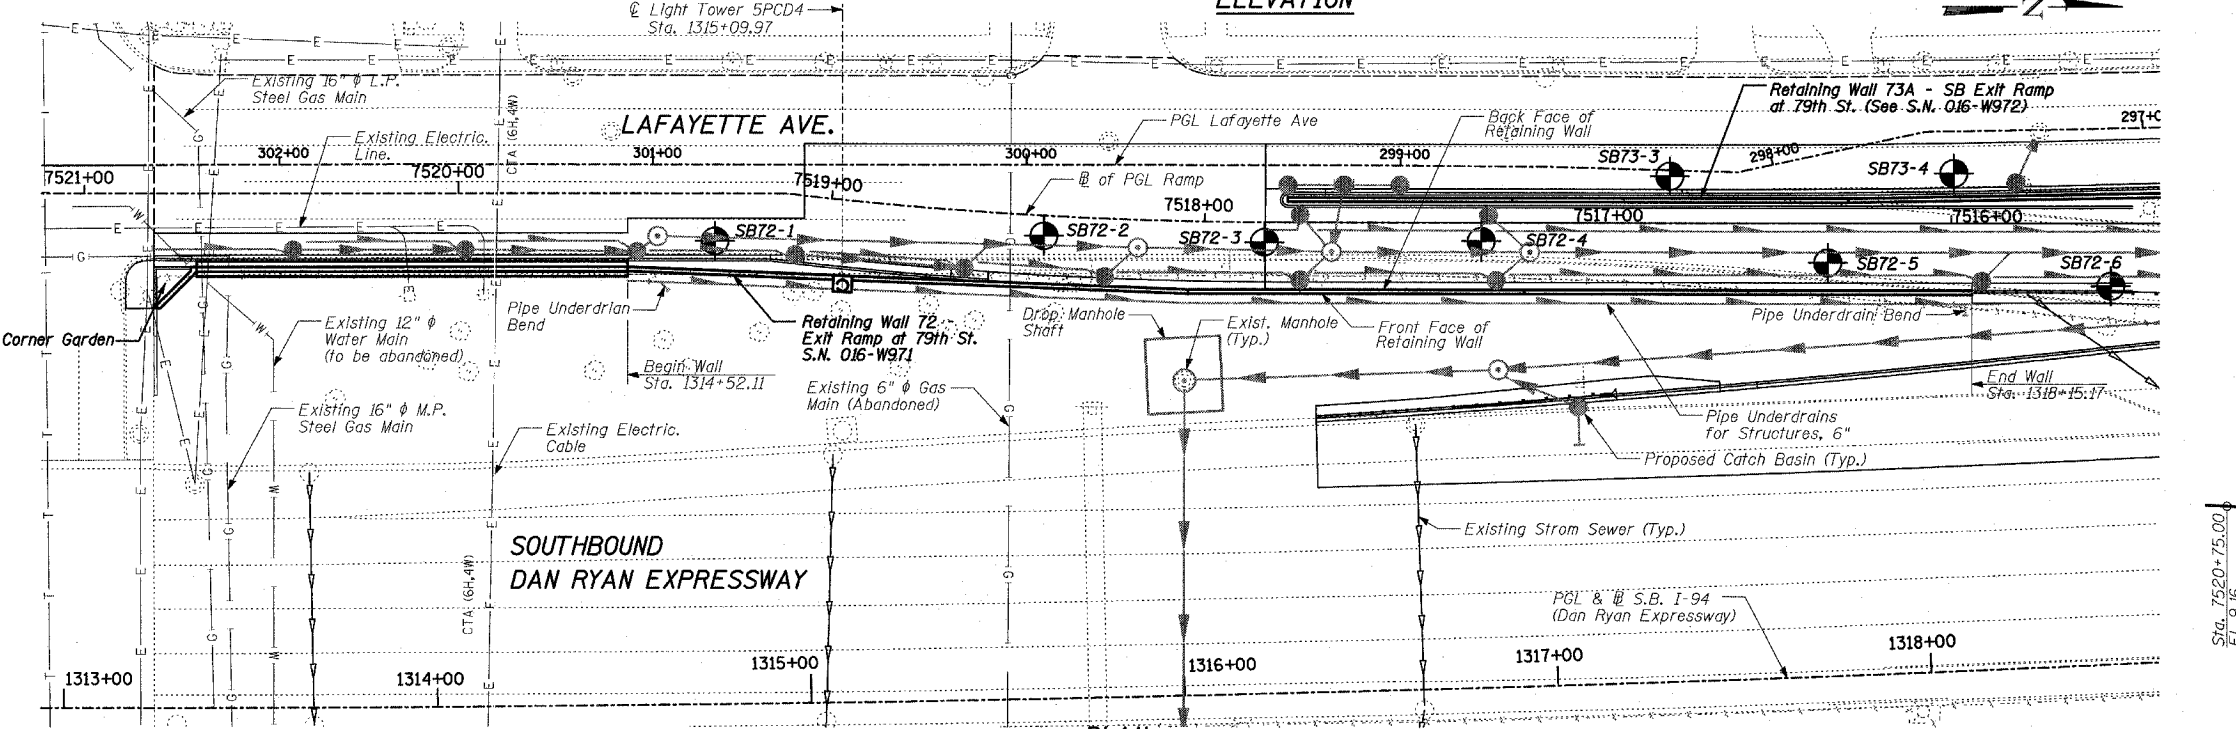 ELEVATION
℄ Light Tower 5PCD4
Sta. 1315+09.97
Z
Existing 16" ϕ L.P.
Steel Gas Main
Retaining Wall 73A - SB Exit Ramp
at 79th St. (See S.N. 016-W972)
CTA (6H,4W)
LAFAYETTE AVE.
PGL Lafayette Ave
Back Face of
Retaining Wall
Existing Electric.
Line.
302+00
301+00
300+00
299+00
298+00
SB73-3
SB73-4
7521+00
7520+00
7519+00
7518+00
7517+00
7516+00
of PGL Ramp
SB72-1
SB72-2
SB72-3
SB72-4
SB72-5
SB72-6
Corner Garden
Existing 12" ϕ
Water Main
(to be abandoned)
Pipe Underdrian
Bend
Retaining Wall 72 -
Exit Ramp at 79th St.
S.N. 016-W971
Drop Manhole
Shaft
Exist. Manhole
(Typ.)
Front Face of
Retaining Wall
Pipe Underdrain Bend
Begin Wall
Sta. 1314+52.11
Existing 6" ϕ Gas
Main (Abandoned)
End Wall
Sta. 1318+15.17
Existing 16" ϕ M.P.
Steel Gas Main
Existing Electric.
Cable
Pipe Underdrains
for Structures, 6"
Proposed Catch Basin (Typ.)
Existing Strom Sewer (Typ.)
SOUTHBOUND
DAN RYAN EXPRESSWAY
CTA (6H,4W)
PGL & ⅊ S.B. I-94
(Dan Ryan Expressway)
1313+00
1314+00
1315+00
1316+00
1317+00
1318+00
Sta. 7520+75.00